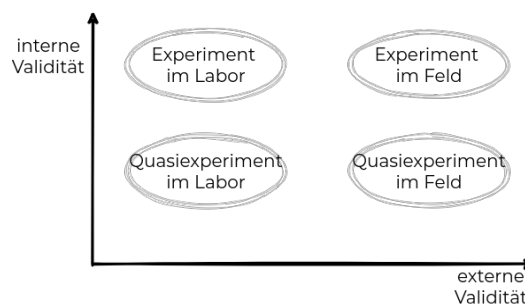 interne
Validität
Experiment
im Labor
Experiment
im Feld
Quasiexperiment
im Labor
Quasiexperiment
im Feld
externe
Validität